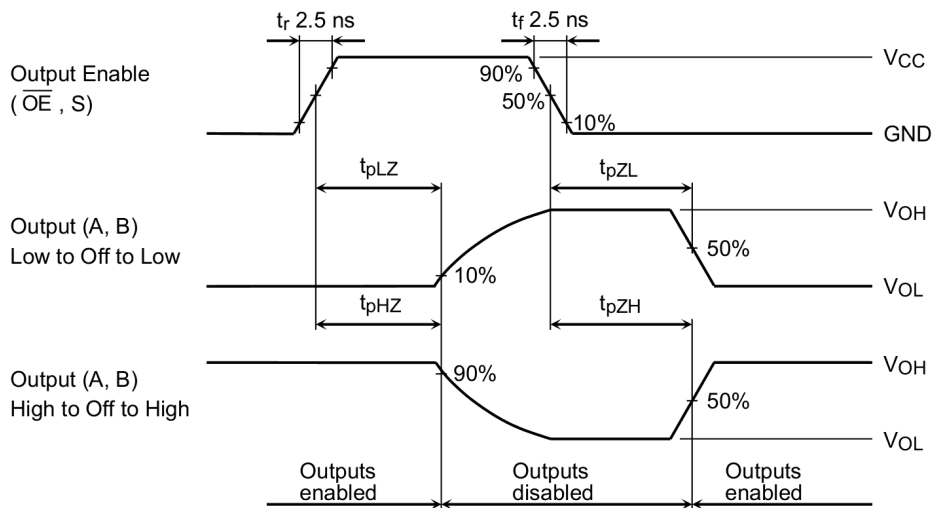 tr 2.5 ns
tf 2.5 ns
VCC
Output Enable
( OE , S)
90%
50%
10%
GND
tpLZ
tpZL
Output (A, B)
Low to Off to Low
VOH
50%
10%
VOL
tpHZ
tpZH
Output (A, B)
High to Off to High
90%
VOH
50%
VOL
Outputs
enabled
Outputs
disabled
Outputs
enabled